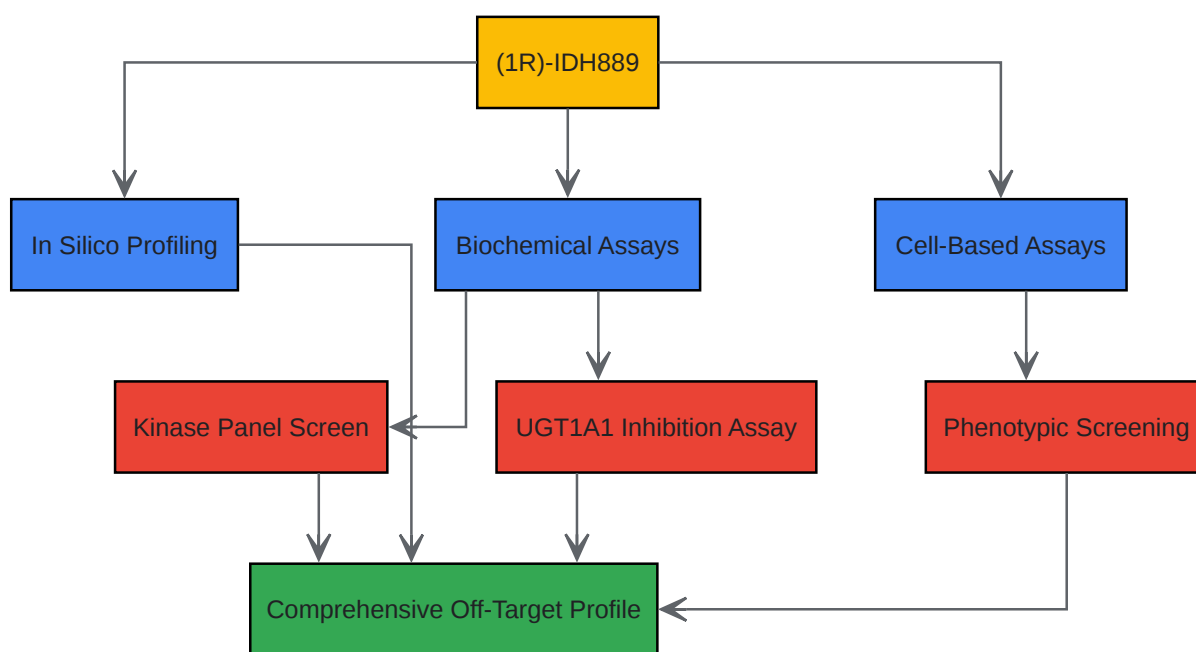 (1R)-IDH889
In Silico Profiling
Biochemical Assays
Cell-Based Assays
Kinase Panel Screen
UGT1A1 Inhibition Assay
Phenotypic Screening
Comprehensive Off-Target Profile